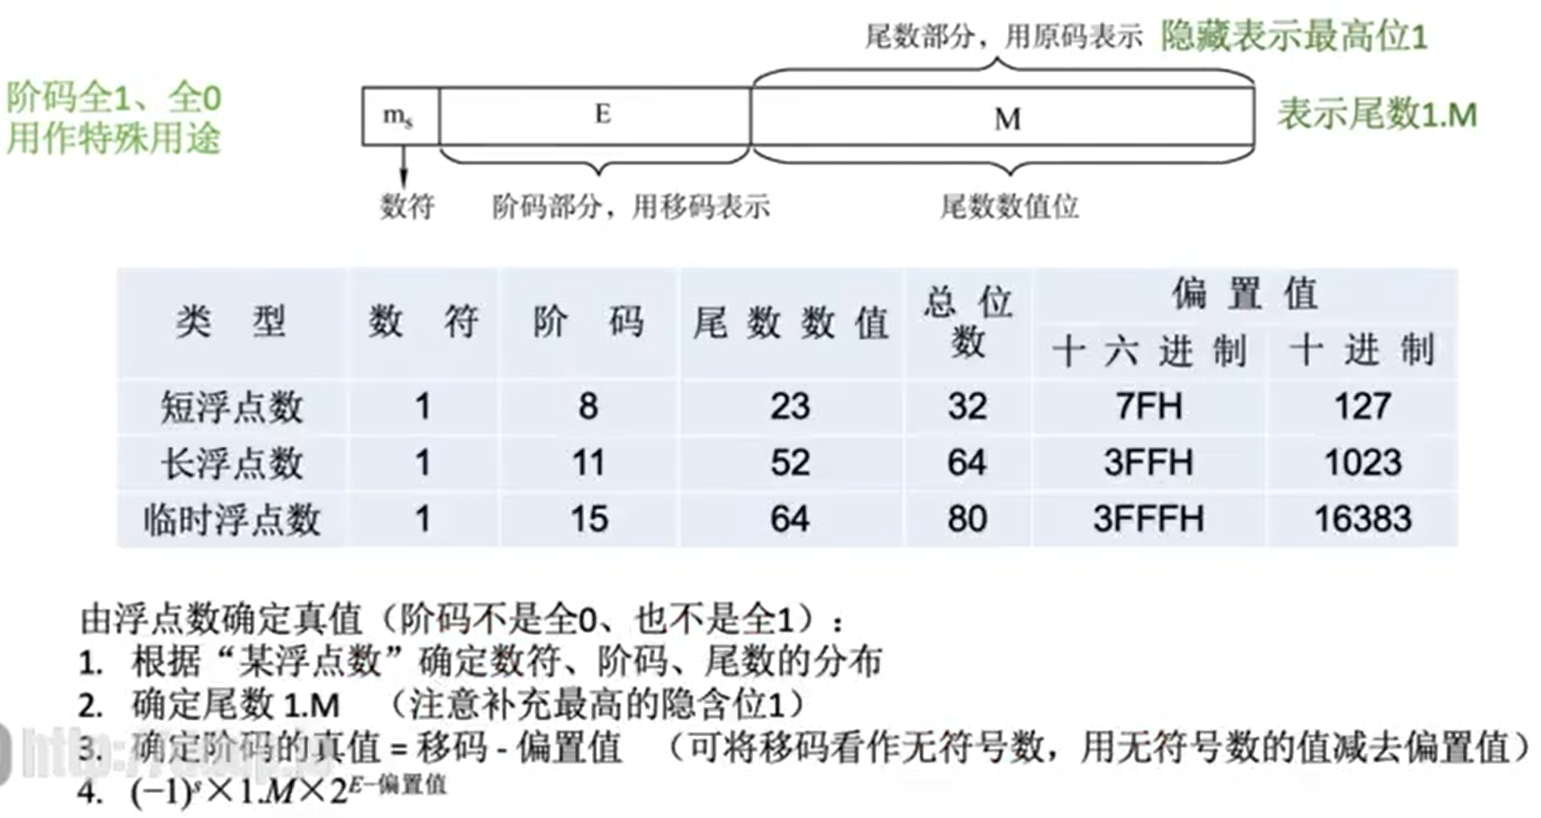 尾数部分，用原码表示 隐藏表示最高位1
阶码全1、全0
用作特殊用途
mₛ E M
表示尾数1.M
数符 阶码部分，用移码表示 尾数数值位
类 型 数 符 阶 码 尾数数值 总位数 偏置值
十六进制 十进制
短浮点数 1 8 23 32 7FH 127
长浮点数 1 11 52 64 3FFH 1023
临时浮点数 1 15 64 80 3FFFH 16383
由浮点数确定真值（阶码不是全0、也不是全1）：
1. 根据“某浮点数”确定数符、阶码、尾数的分布
2. 确定尾数 1.M （注意补充最高的隐含位1）
3. 确定阶码的真值 = 移码 - 偏置值 （可将移码看作无符号数，用无符号数的值减去偏置值）
4. (−1)ˢ×1.M×2^(E−偏置值)
http://